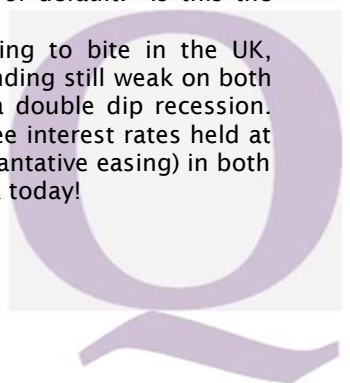 or default. Is this the
ing to bite in the UK,
nding still weak on both
a double dip recession.
ee interest rates held at
antative easing) in both
today!
Q